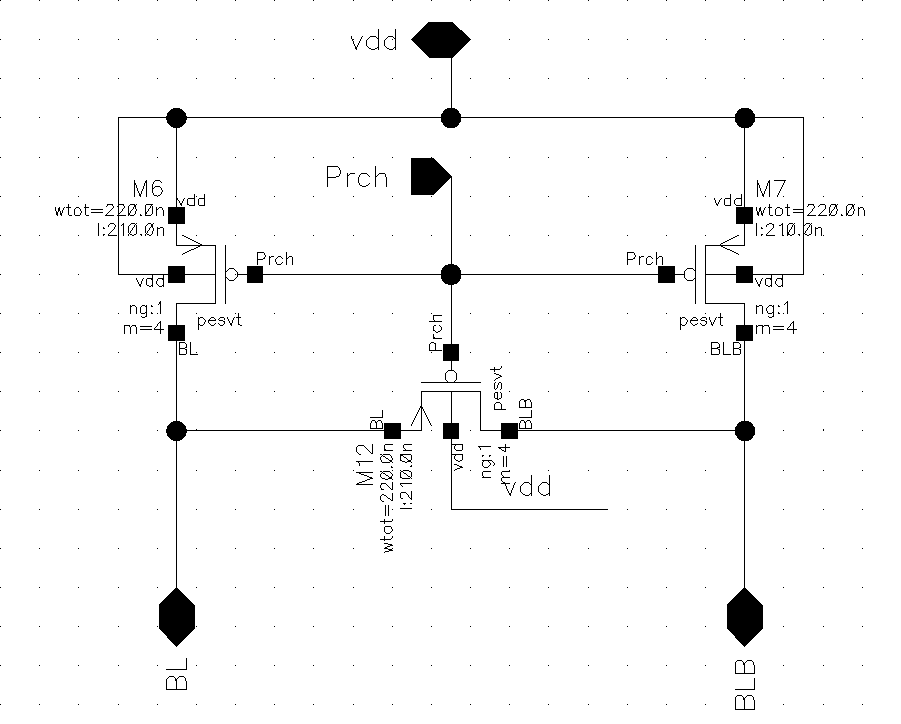 vdd
Prch
M6
vdd
wtot=220.0n
l:210.0n
vdd
M7
wtot=220.0n
l:210.0n
Prch
Prch
vdd
vdd
ng:1
m=4
pesvt
BL
pesvt
ng:1
m=4
BLB
Prch
pesvt
BL
BLB
M12
wtot=220.0n
l:210.0n
vdd
ng:1
m=4
vdd
BL
BLB